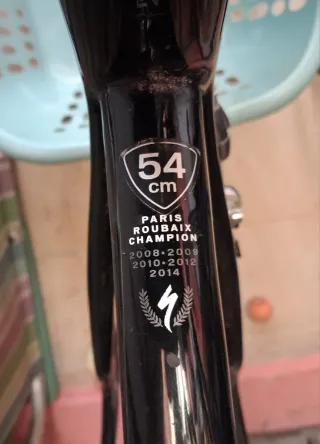 54
cm
PARIS
ROUBAIX
CHAMPION
2008•2009
2010•2012
2014